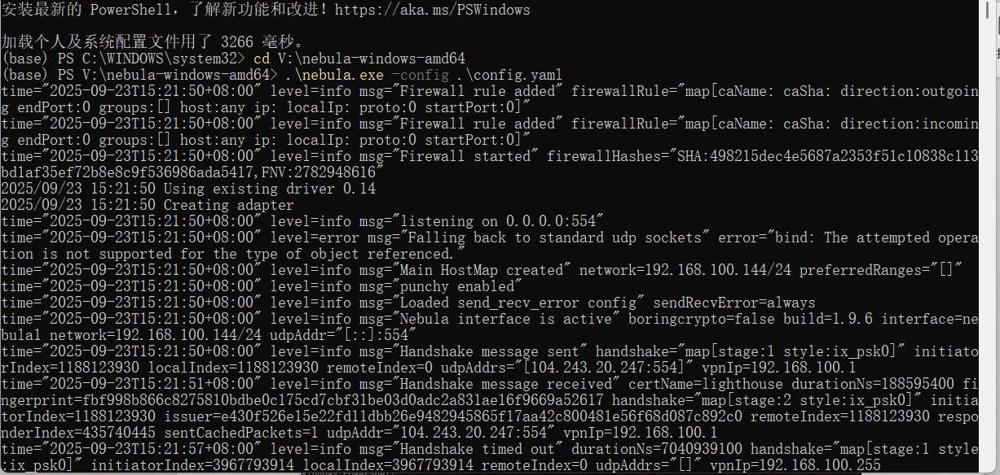 安装最新的 PowerShell，了解新功能和改进！https://aka.ms/PSWindows
加载个人及系统配置文件用了 3266 毫秒。
(base) PS C:\WINDOWS\system32> cd V:\nebula-windows-amd64
(base) PS V:\nebula-windows-amd64> .\nebula.exe -config .\config.yaml
time="2025-09-23T15:21:50+08:00" level=info msg="Firewall rule added" firewallRule="map[caName: caSha: direction:outgoin
g endPort:0 groups:[] host:any ip: localIp: proto:0 startPort:0]"
time="2025-09-23T15:21:50+08:00" level=info msg="Firewall rule added" firewallRule="map[caName: caSha: direction:incomin
g endPort:0 groups:[] host:any ip: localIp: proto:0 startPort:0]"
time="2025-09-23T15:21:50+08:00" level=info msg="Firewall started" firewallHashes="SHA:498215dec4e5687a2353f51c10838c113
bd1af35ef72b8e8c9f536986ada5417,FNV:2782948616"
2025/09/23 15:21:50 Using existing driver 0.14
2025/09/23 15:21:50 Creating adapter
time="2025-09-23T15:21:50+08:00" level=info msg="listening on 0.0.0.0:554"
time="2025-09-23T15:21:50+08:00" level=error msg="Falling back to standard udp sockets" error="bind: The attempted opera
tion is not supported for the type of object referenced."
time="2025-09-23T15:21:50+08:00" level=info msg="Main HostMap created" network=192.168.100.144/24 preferredRanges="[]"
time="2025-09-23T15:21:50+08:00" level=info msg="punchy enabled"
time="2025-09-23T15:21:50+08:00" level=info msg="Loaded send_recv_error config" sendRecvError=always
time="2025-09-23T15:21:50+08:00" level=info msg="Nebula interface is active" boringcrypto=false build=1.9.6 interface=ne
bula1 network=192.168.100.144/24 udpAddr="[::]:554"
time="2025-09-23T15:21:50+08:00" level=info msg="Handshake message sent" handshake="map[stage:1 style:ix_psk0]" initiato
rIndex=1188123930 localIndex=1188123930 remoteIndex=0 udpAddrs="[104.243.20.247:554]" vpnIp=192.168.100.1
time="2025-09-23T15:21:51+08:00" level=info msg="Handshake message received" certName=lighthouse durationNs=188595400 fi
ngerprint=fbf998b866c8275810bdbe0c175cd7cbf31be03d0adc2a831ae16f9669a52617 handshake="map[stage:2 style:ix_psk0]" initia
torIndex=1188123930 issuer=e430f526e15e22fd11dbb26e9482945865f17aa42c800481e56f68d087c892c0 remoteIndex=1188123930 respo
nderIndex=435740445 sentCachedPackets=1 udpAddr="104.243.20.247:554" vpnIp=192.168.100.1
time="2025-09-23T15:21:57+08:00" level=info msg="Handshake timed out" durationNs=7040939100 handshake="map[stage:1 style
:ix_psk0]" initiatorIndex=3967793914 localIndex=3967793914 remoteIndex=0 udpAddrs="[]" vpnIp=192.168.100.255